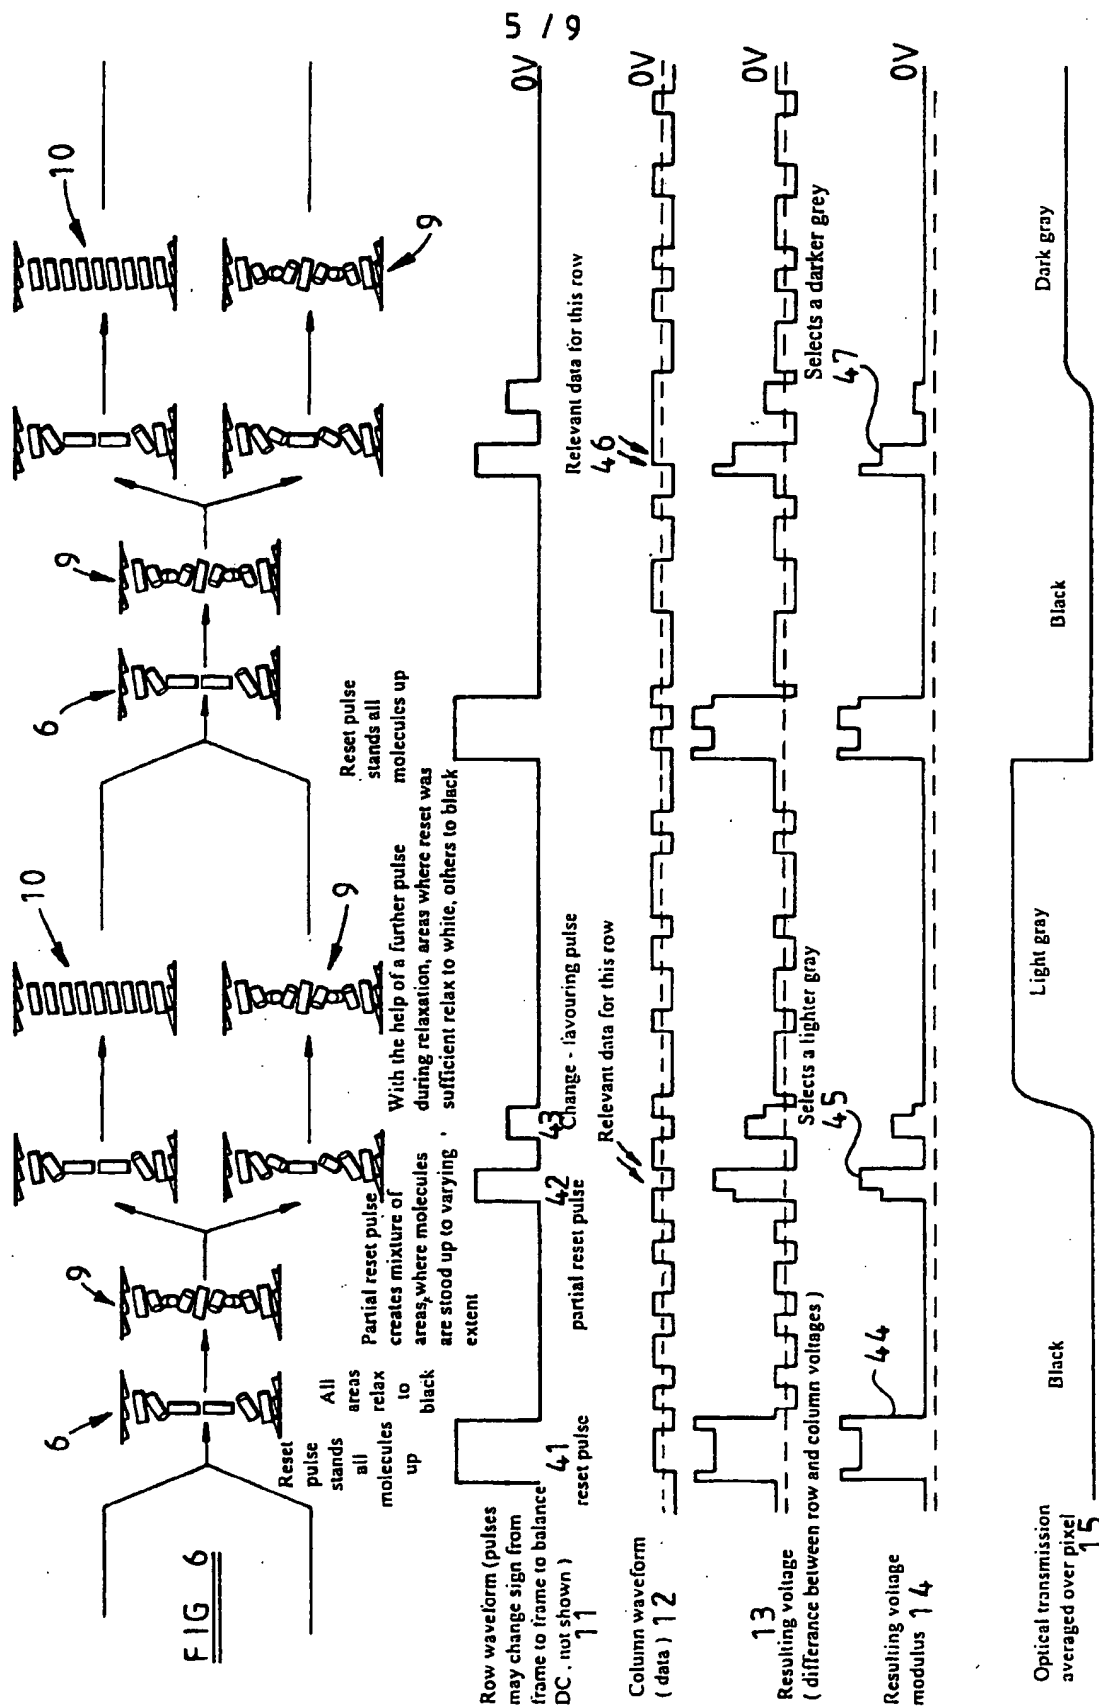 5 / 9
FIG 6
10
10
9
9
6
9
6
9
Reset
pulse
stands
all
molecules
up
All
areas
relax
to
black
Partial reset pulse
creates mixture of
areas, where molecules
are stood up to varying
extent
With the help of a further pulse
during relaxation, areas where reset was
sufficient relax to white, others to black
Reset pulse
stands all
molecules up
Row waveform (pulses
may change sign from
frame to frame to balance
DC . not shown )
11
41
reset pulse
42
partial reset pulse
43
Change - favouring pulse
0V
Column waveform
( data ) 12
Relevant data for this row
Relevant data for this row
46
0V
13
Resulting voltage
( differance between row and column voltages )
Selects a lighter gray
Selects a darker grey
0V
Resulting voltage
modulus 14
44
45
47
0V
Optical transmission
averaged over pixel
15
Black
Light gray
Black
Dark gray